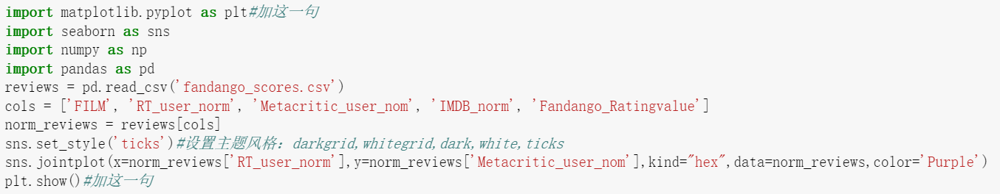 import matplotlib.pyplot as plt#加这一句
import seaborn as sns
import numpy as np
import pandas as pd
reviews = pd.read_csv('fandango_scores.csv')
cols = ['FILM', 'RT_user_norm', 'Metacritic_user_nom', 'IMDB_norm', 'Fandango_Ratingvalue']
norm_reviews = reviews[cols]
sns.set_style('ticks')#设置主题风格：darkgrid,whitegrid,dark,white,ticks
sns.jointplot(x=norm_reviews['RT_user_norm'],y=norm_reviews['Metacritic_user_nom'],kind="hex",data=norm_reviews,color='Purple')
plt.show()#加这一句